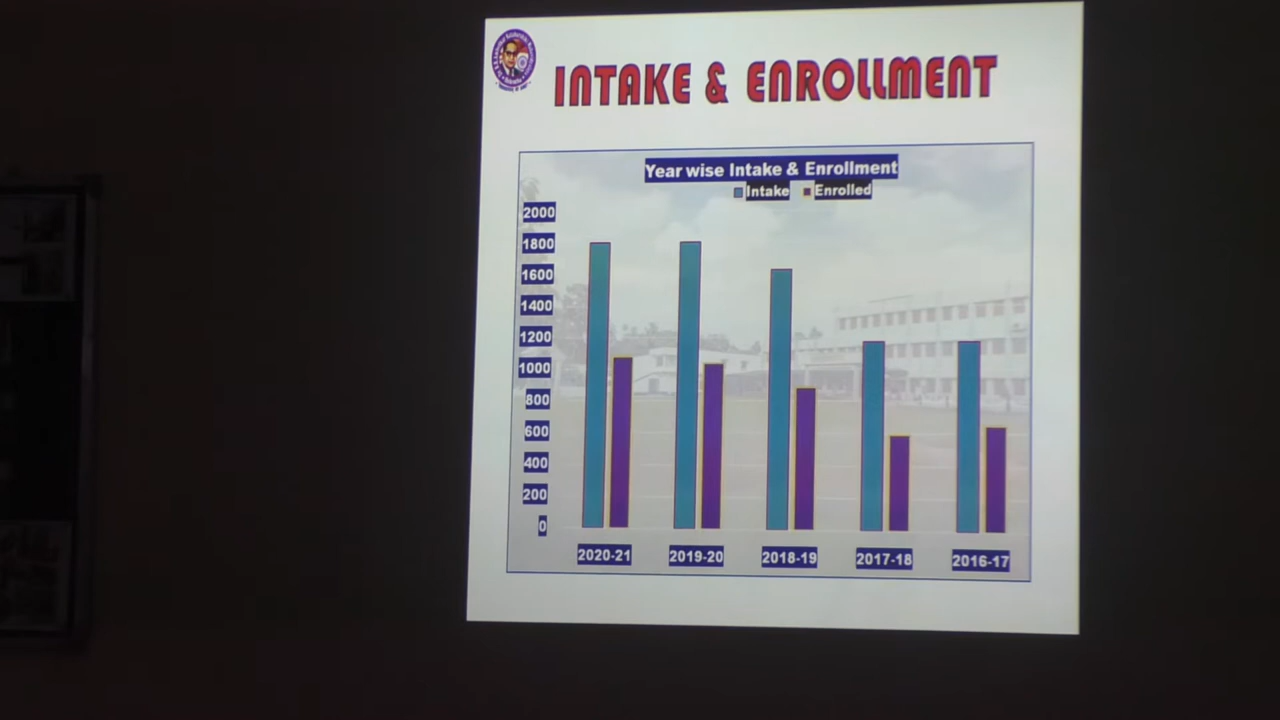 INTAKE & ENROLLMENT
Year wise Intake & Enrollment
Intake Enrolled
2000
1800
1600
1400
1200
1000
800
600
400
200
0
2020-21 2019-20 2018-19 2017-18 2016-17